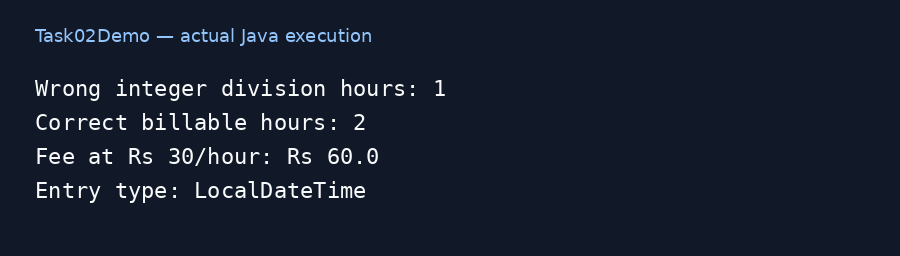 Task02Demo — actual Java execution
Wrong integer division hours: 1
Correct billable hours: 2
Fee at Rs 30/hour: Rs 60.0
Entry type: LocalDateTime